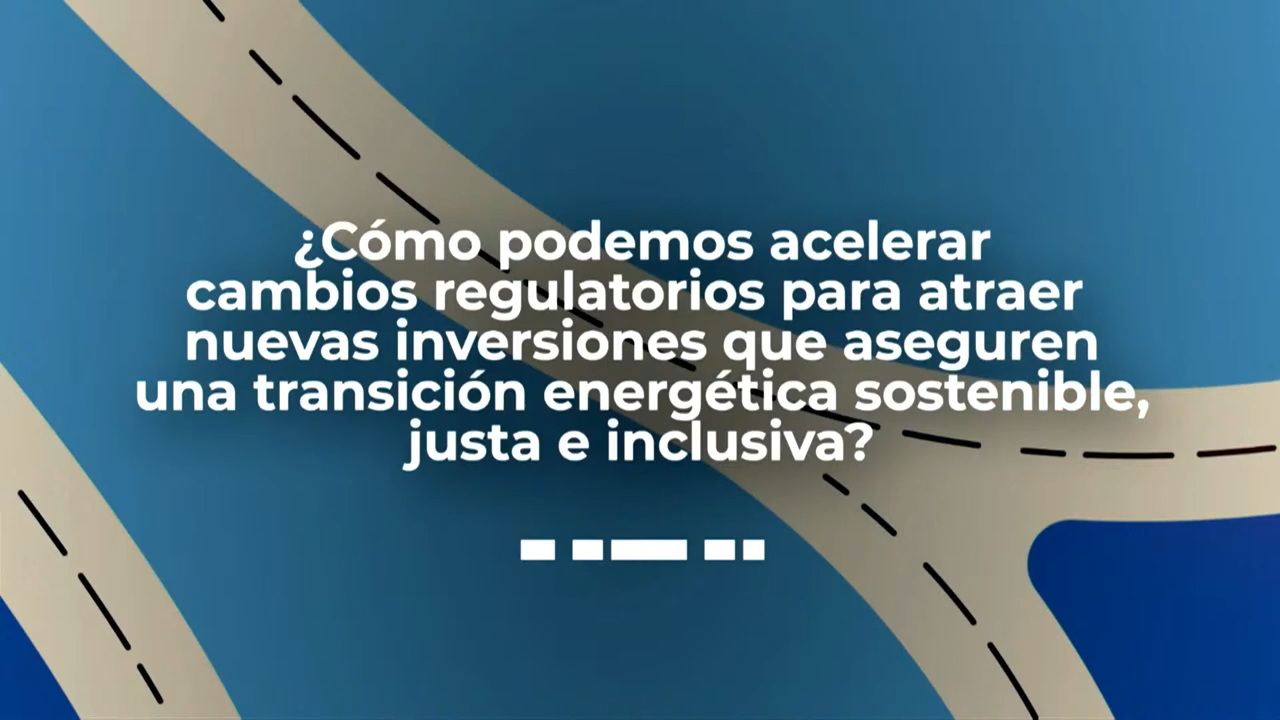 ¿Cómo podemos acelerar
cambios regulatorios para atraer
nuevas inversiones que aseguren
una transición energética sostenible,
justa e inclusiva?